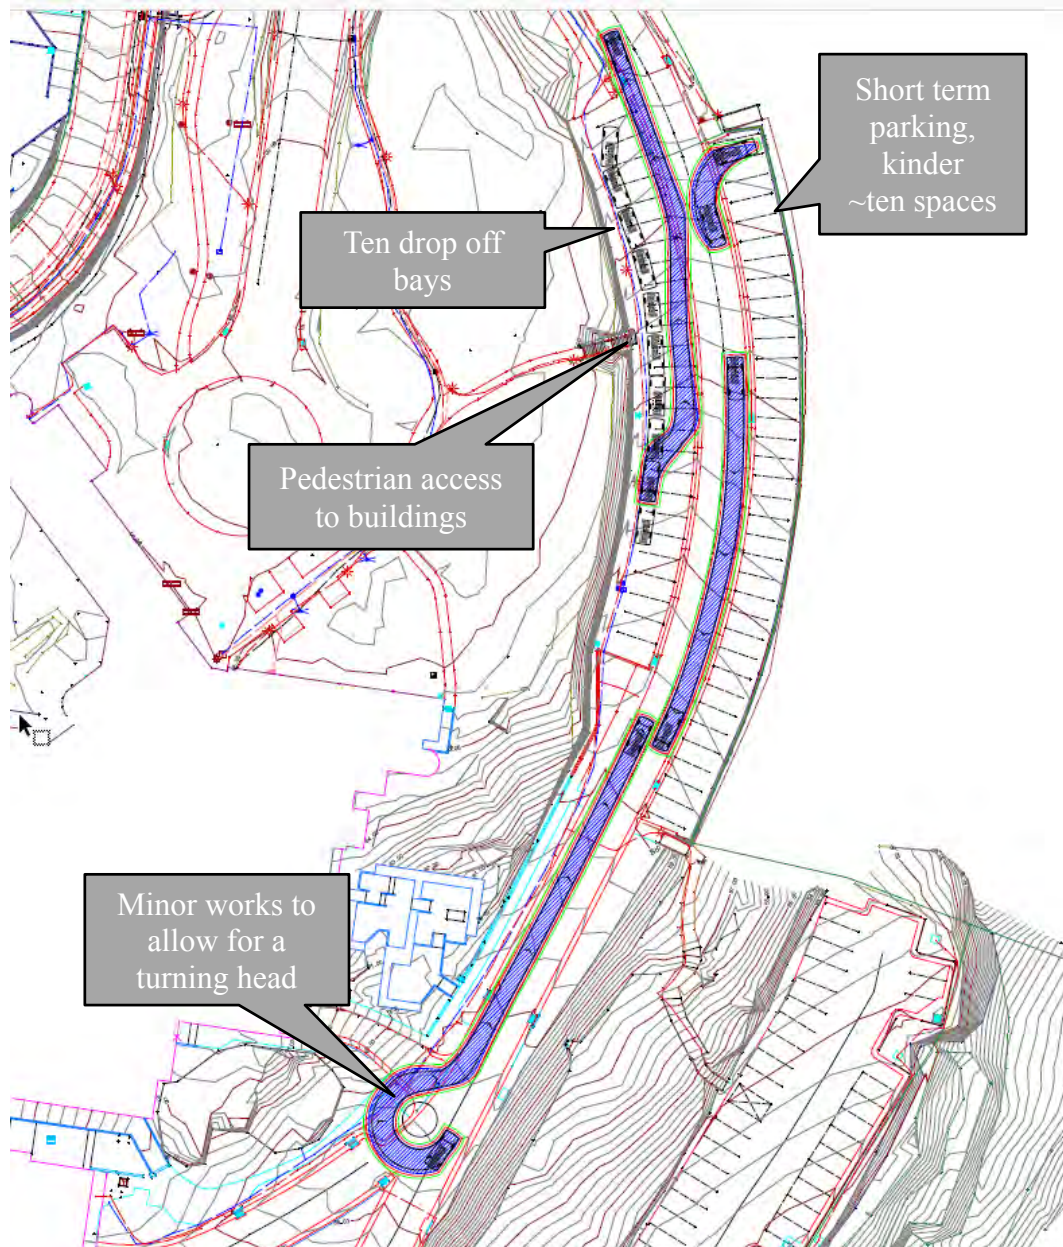 Short term
parking,
kinder
~ten spaces
Ten drop off
bays
Pedestrian access
to buildings
Minor works to
allow for a
turning head